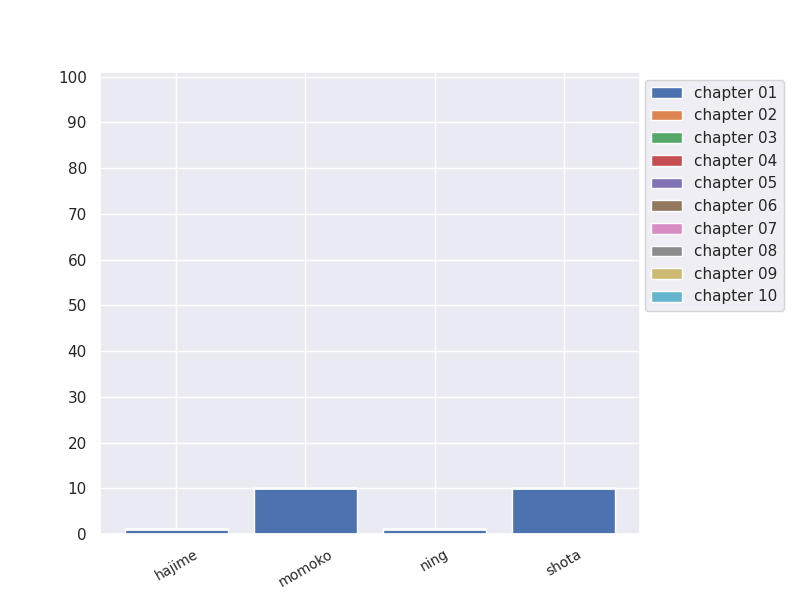 100
90
80
70
60
50
40
30
20
10
0
hajime
momoko
ning
shota
chapter 01
chapter 02
chapter 03
chapter 04
chapter 05
chapter 06
chapter 07
chapter 08
chapter 09
chapter 10